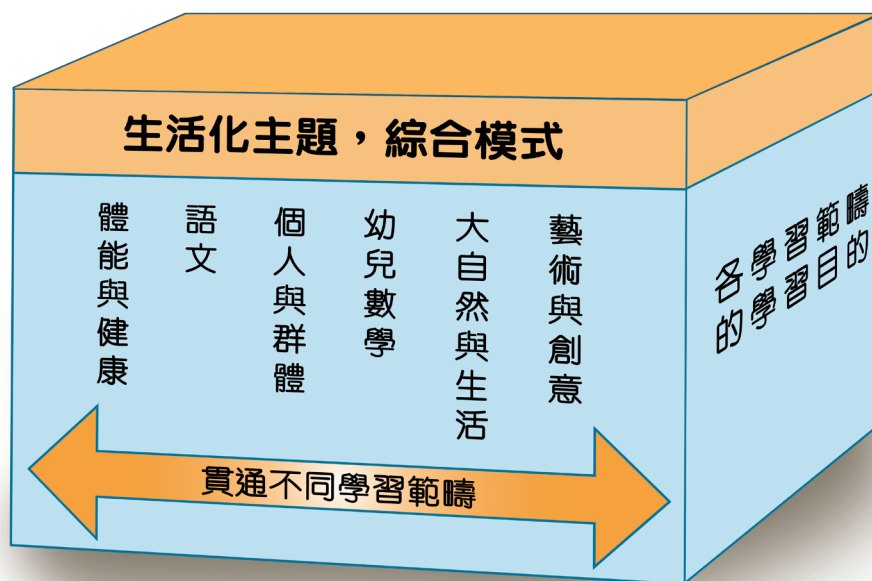 生活化主題，綜合模式
體能與健康
語文
個人與群體
幼兒數學
大自然與生活
藝術與創意
貫通不同學習範疇
各學習範疇
的學習目的